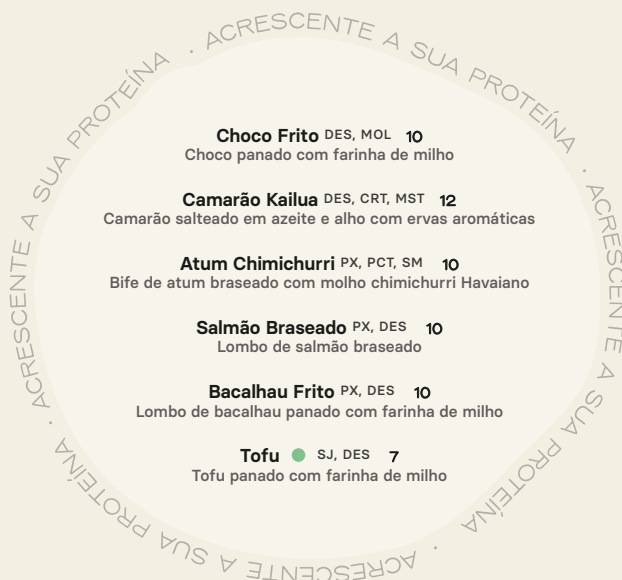 ACRESCENTE A SUA PROTEÍNA · ACRESCENTE A SUA PROTEÍNA · ACRESCENTE A SUA PROTEÍNA · ACRESCENTE A SUA PROTEÍNA ·
Choco Frito DES, MOL 10
Choco panado com farinha de milho
Camarão Kailua DES, CRT, MST 12
Camarão salteado em azeite e alho com ervas aromáticas
Atum Chimichurri PX, PCT, SM 10
Bife de atum braseado com molho chimichurri Havaiano
Salmão Braseado PX, DES 10
Lombo de salmão braseado
Bacalhau Frito PX, DES 10
Lombo de bacalhau panado com farinha de milho
Tofu SJ, DES 7
Tofu panado com farinha de milho